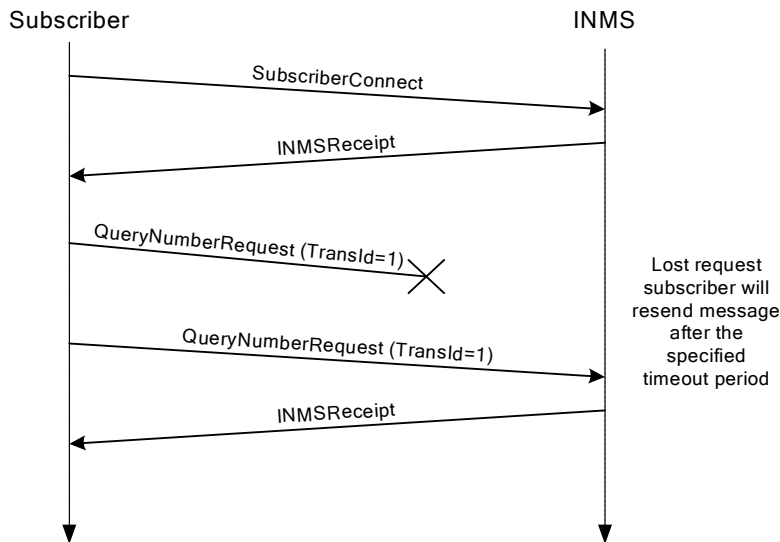 Subscriber
INMS
SubscriberConnect
INMSReceipt
QueryNumberRequest (TransId=1)
Lost request
subscriber will
resend message
after the
specified
timeout period
QueryNumberRequest (TransId=1)
INMSReceipt